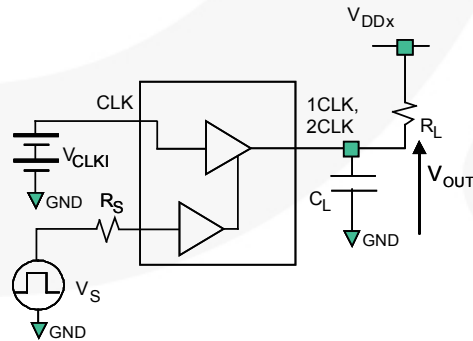 VDDx
CLK
1CLK,
2CLK
RL
VCLKI
VOUT
CL
GND
RS
GND
VS
GND